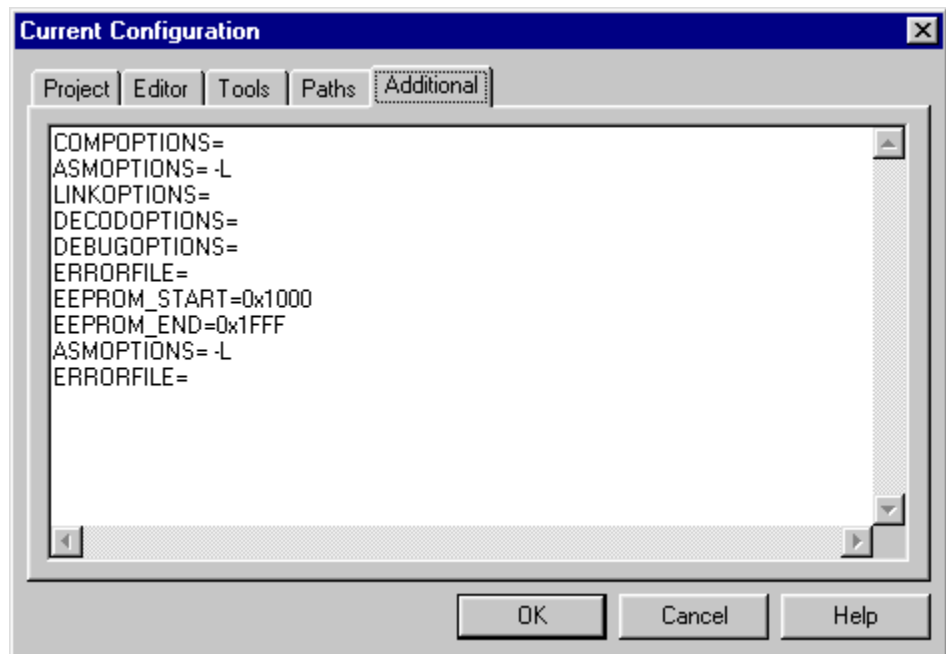 Current Configuration
Project Editor Tools Paths Additional
COMPOPTIONS=
ASMOPTIONS= -L
LINKOPTIONS=
DECODOPTIONS=
DEBUGOPTIONS=
ERRORFILE=
EEPROM_START=0x1000
EEPROM_END=0x1FFF
ASMOPTIONS= -L
ERRORFILE=
OK Cancel Help